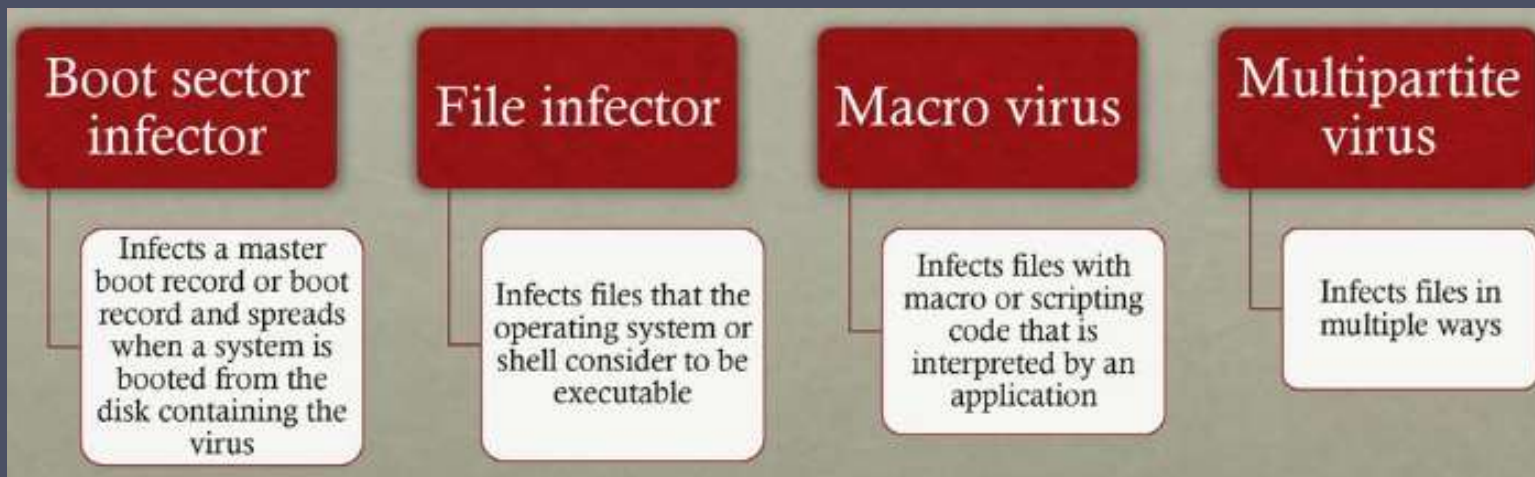 Boot sector
infector
Infects a master
boot record or boot
record and spreads
when a system is
booted from the
disk containing the
virus
File infector
Infects files that the
operating system or
shell consider to be
executable
Macro virus
Infects files with
macro or scripting
code that is
interpreted by an
application
Multipartite
virus
Infects files in
multiple ways